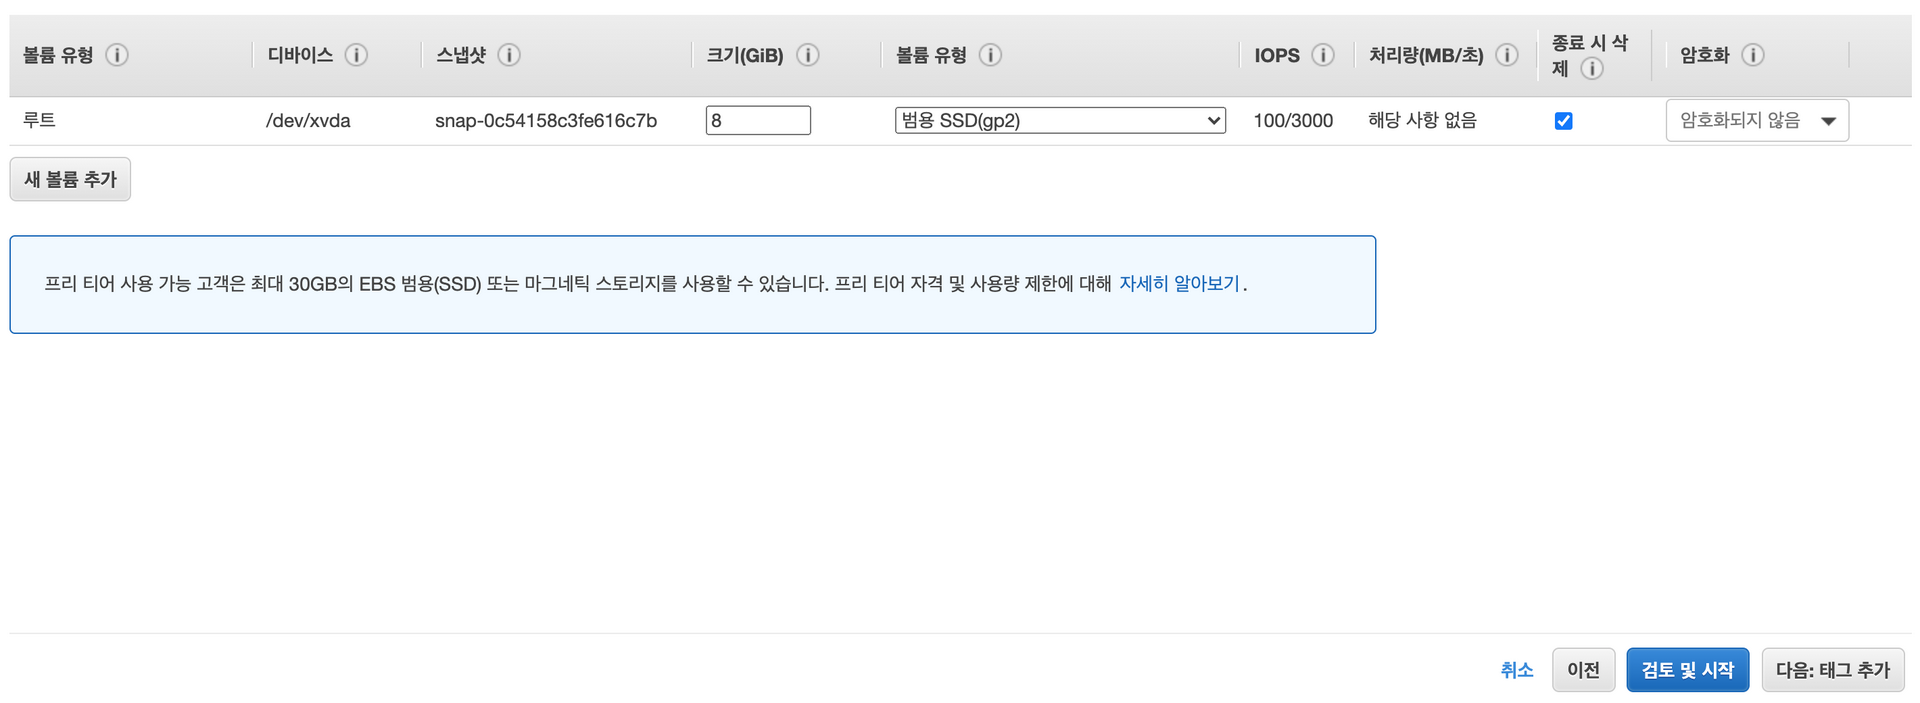 볼륨 유형 디바이스 스냅샷 크기(GiB) 볼륨 유형 IOPS 처리량(MB/초) 종료 시 삭제 암호화
루트 /dev/xvda snap-0c54158c3fe616c7b 8 범용 SSD(gp2) 100/3000 해당 사항 없음 암호화되지 않음
새 볼륨 추가
프리 티어 사용 가능 고객은 최대 30GB의 EBS 범용(SSD) 또는 마그네틱 스토리지를 사용할 수 있습니다. 프리 티어 자격 및 사용량 제한에 대해 자세히 알아보기.
취소 이전 검토 및 시작 다음: 태그 추가